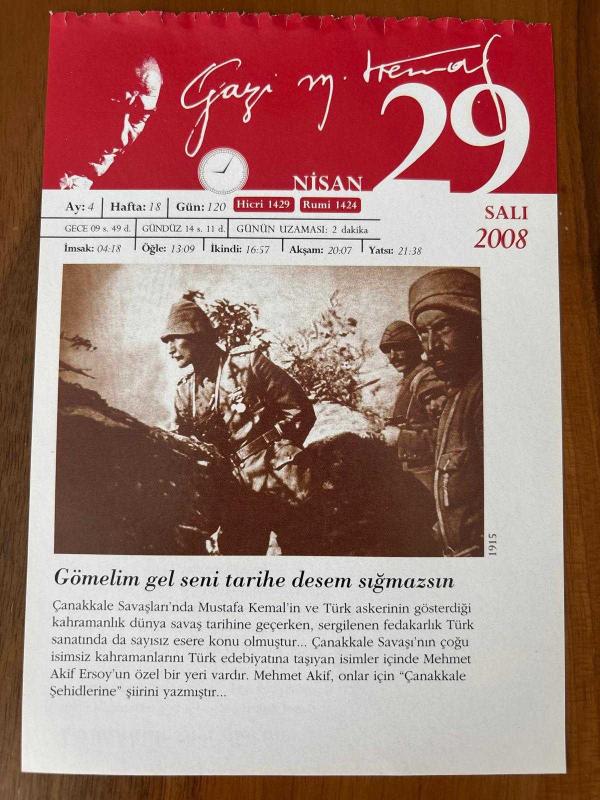 Gazi M. Kemal
NİSAN 29
Ay: 4 Hafta: 18 Gün: 120 Hicri 1429 Rumi 1424
SALI
GECE 09 s. 49 d. GÜNDÜZ 14 s. 11 d. GÜNÜN UZAMASI: 2 dakika
2008
İmsak: 04:18 Öğle: 13:09 İkindi: 16:57 Akşam: 20:07 Yatsı: 21:38
1915
Gömelim gel seni tarihe desem sığmazsın
Çanakkale Savaşları'nda Mustafa Kemal'in ve Türk askerinin gösterdiği
kahramanlık dünya savaş tarihine geçerken, sergilenen fedakarlık Türk
sanatında da sayısız esere konu olmuştur... Çanakkale Savaşı'nın çoğu
isimsiz kahramanlarını Türk edebiyatına taşıyan isimler içinde Mehmet
Akif Ersoy'un özel bir yeri vardır. Mehmet Akif, onlar için “Çanakkale
Şehidlerine” şiirini yazmıştır...